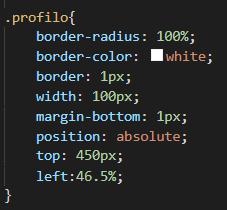 .profilo{
border-radius: 100%;
border-color: white;
border: 1px;
width: 100px;
margin-bottom: 1px;
position: absolute;
top: 450px;
left:46.5%;
}